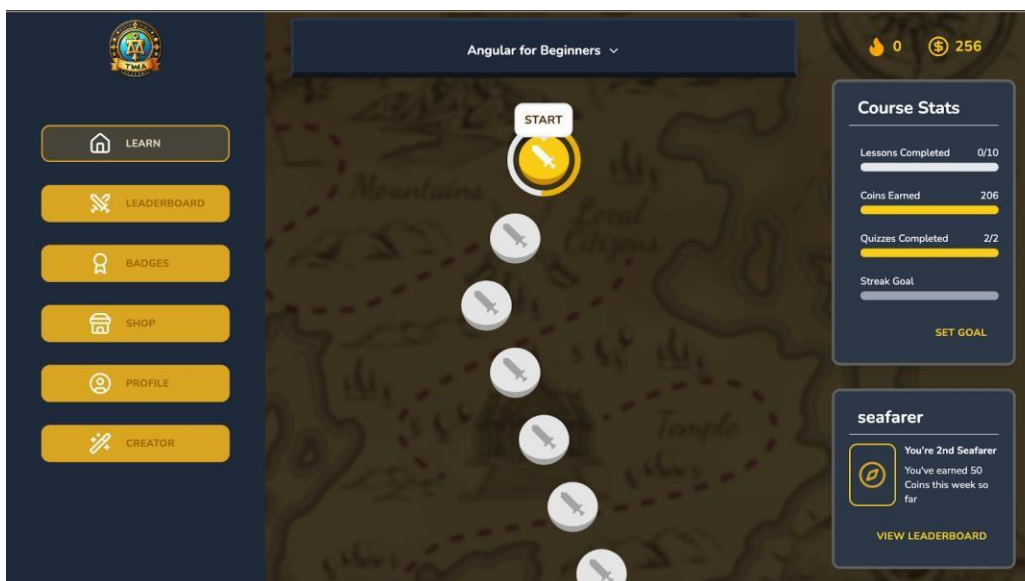 TMIA
LEARN
LEADERBOARD
BADGES
SHOP
PROFILE
CREATOR
Angular for Beginners
START
Mountains
Local
Citizens
Temple
0
256
Course Stats
Lessons Completed 0/10
Coins Earned 206
Quizzes Completed 2/2
Streak Goal
SET GOAL
seafarer
You're 2nd Seafarer
You've earned 50
Coins this week so
far
VIEW LEADERBOARD